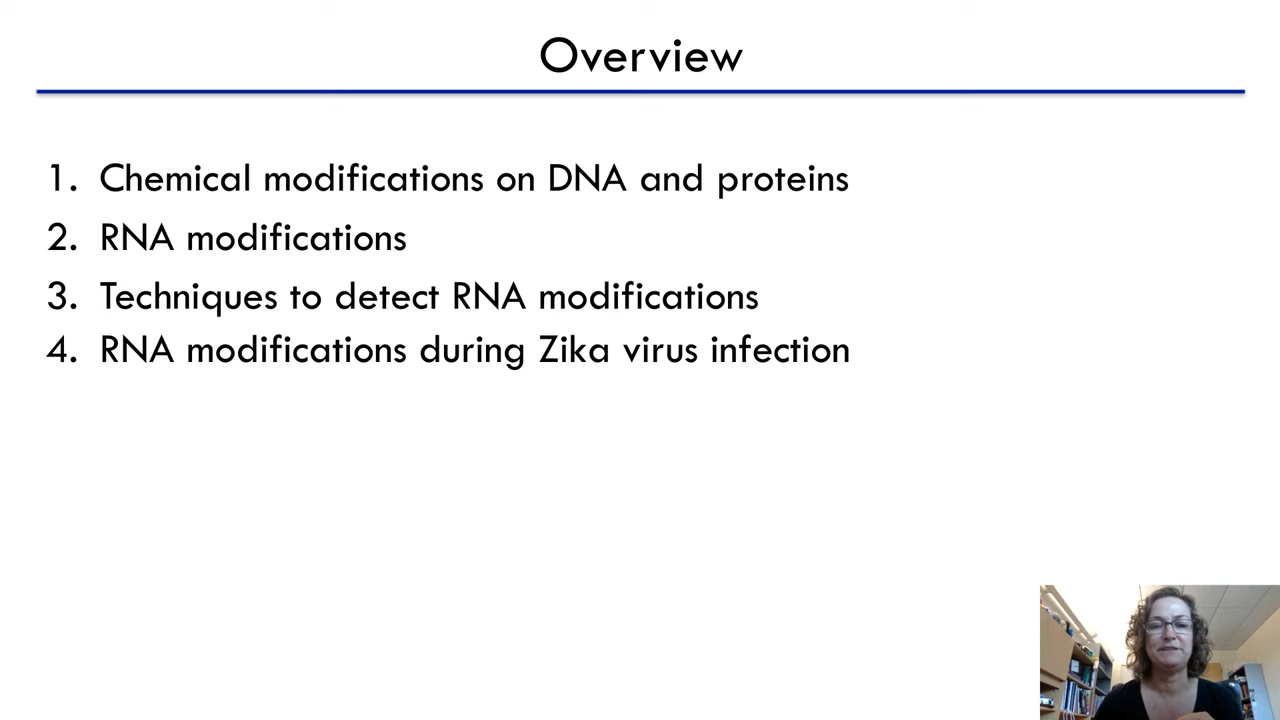 Overview
1. Chemical modifications on DNA and proteins
2. RNA modifications
3. Techniques to detect RNA modifications
4. RNA modifications during Zika virus infection